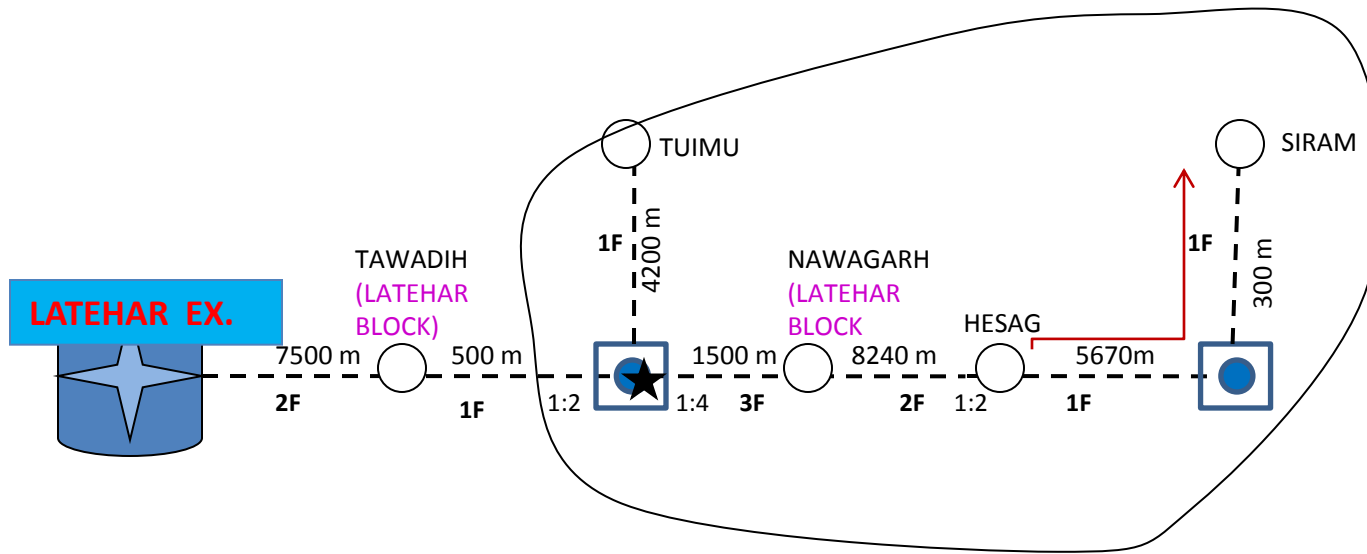 TUIMU
SIRAM
1F
4200 m
1F
300 m
TAWADIH
(LATEHAR
BLOCK)
NAWAGARH
(LATEHAR
BLOCK
LATEHAR EX.
HESAG
7500 m
500 m
1500 m
8240 m
5670m
2F
1F
1:2
1:4
3F
2F
1:2
1F